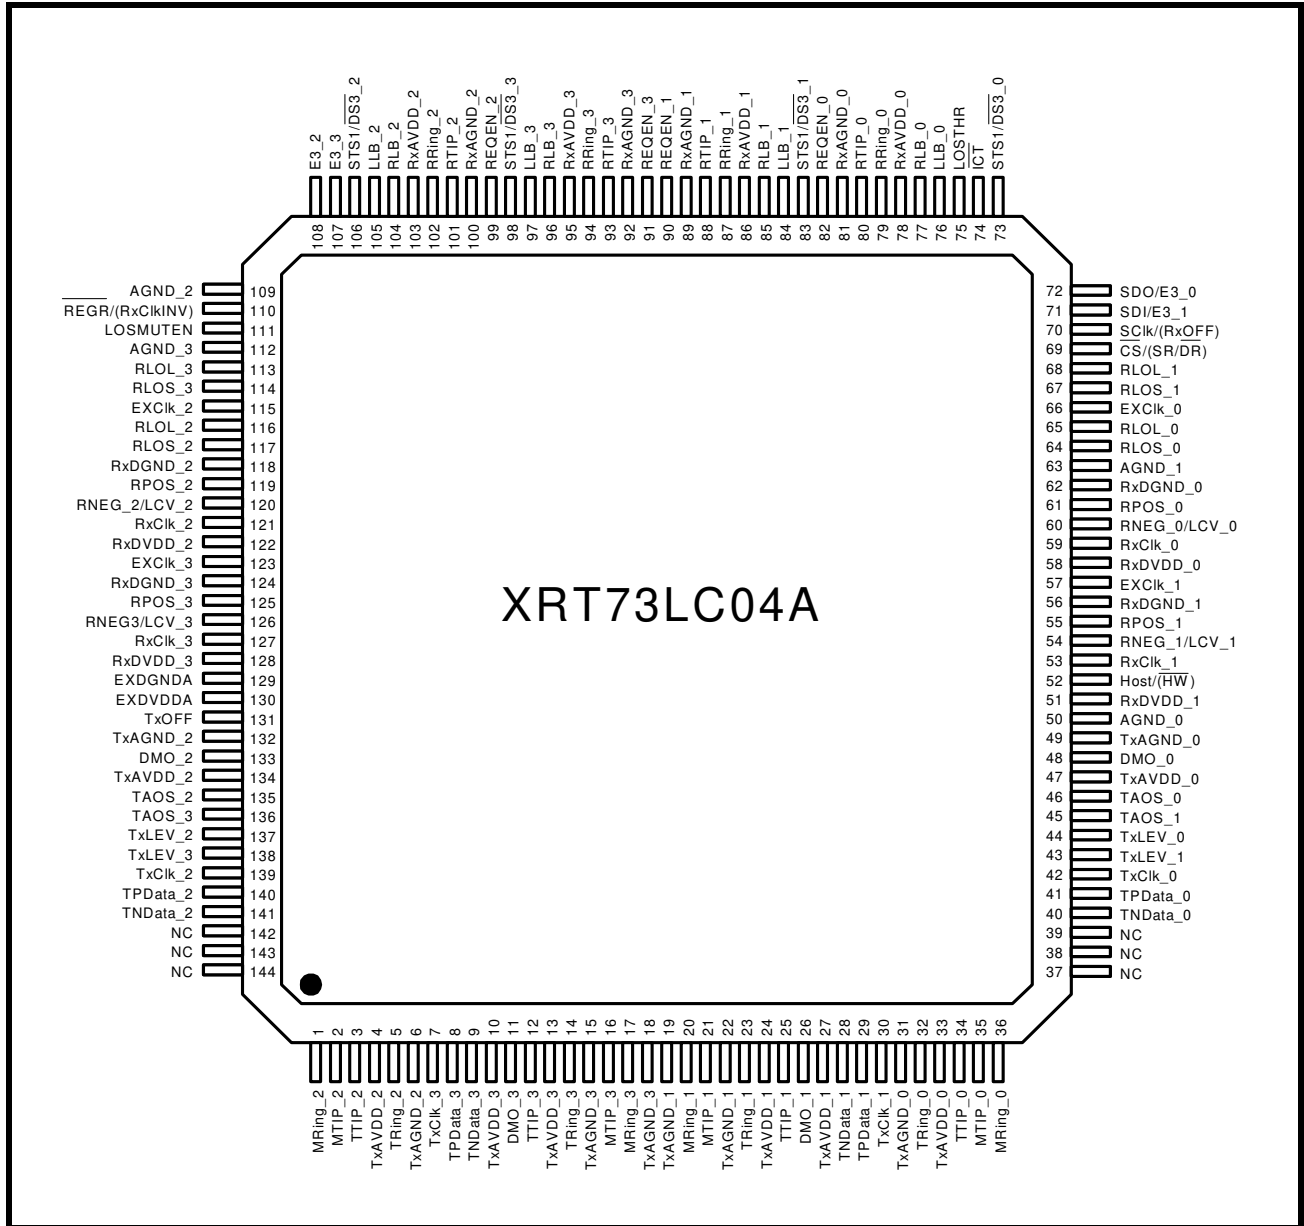 E3_2
E3_3
STS1/DS3_2
LLB_2
RLB_2
RxAVDD_2
RRing_2
RTIP_2
RxAGND_2
REQEN_2
STS1/DS3_3
LLB_3
RLB_3
RxAVDD_3
RRing_3
RTIP_3
RxAGND_3
REQEN_3
REQEN_1
RxAGND_1
RTIP_1
RRing_1
RxAVDD_1
RLB_1
LLB_1
STS1/DS3_1
REQEN_0
RxAGND_0
RTIP_0
RRing_0
RxAVDD_0
RLB_0
LLB_0
LOSTHR
ICT
STS1/DS3_0
108 107 106 105 104 103 102 101 100 99 98 97 96 95 94 93 92 91 90 89 88 87 86 85 84 83 82 81 80 79 78 77 76 75 74 73
AGND_2 109
REGR/(RxClkINV) 110
LOSMUTEN 111
AGND_3 112
RLOL_3 113
RLOS_3 114
EXClk_2 115
RLOL_2 116
RLOS_2 117
RxDGND_2 118
RPOS_2 119
RNEG_2/LCV_2 120
RxClk_2 121
RxDVDD_2 122
EXClk_3 123
RxDGND_3 124
RPOS_3 125
RNEG3/LCV_3 126
RxClk_3 127
RxDVDD_3 128
EXDGNDA 129
EXDVDDA 130
TxOFF 131
TxAGND_2 132
DMO_2 133
TxAVDD_2 134
TAOS_2 135
TAOS_3 136
TxLEV_2 137
TxLEV_3 138
TxClk_2 139
TPData_2 140
TNData_2 141
NC 142
NC 143
NC 144
XRT73LC04A
72 SDO/E3_0
71 SDI/E3_1
70 SClk/(RxOFF)
69 CS/(SR/DR)
68 RLOL_1
67 RLOS_1
66 EXClk_0
65 RLOL_0
64 RLOS_0
63 AGND_1
62 RxDGND_0
61 RPOS_0
60 RNEG_0/LCV_0
59 RxClk_0
58 RxDVDD_0
57 EXClk_1
56 RxDGND_1
55 RPOS_1
54 RNEG_1/LCV_1
53 RxClk_1
52 Host/(HW)
51 RxDVDD_1
50 AGND_0
49 TxAGND_0
48 DMO_0
47 TxAVDD_0
46 TAOS_0
45 TAOS_1
44 TxLEV_0
43 TxLEV_1
42 TxClk_0
41 TPData_0
40 TNData_0
39 NC
38 NC
37 NC
1 2 3 4 5 6 7 8 9 10 11 12 13 14 15 16 17 18 19 20 21 22 23 24 25 26 27 28 29 30 31 32 33 34 35 36
MRing_2
MTIP_2
TTIP_2
TxAVDD_2
TRing_2
TxAGND_2
TxClk_3
TPData_3
TNData_3
TxAVDD_3
DMO_3
TTIP_3
TxAVDD_3
TRing_3
TxAGND_3
MTIP_3
MRing_3
TxAGND_3
TxAGND_1
MRing_1
MTIP_1
TxAGND_1
TRing_1
TxAVDD_1
TTIP_1
DMO_1
TxAVDD_1
TNData_1
TPData_1
TxClk_1
TxAGND_0
TRing_0
TxAVDD_0
TTIP_0
MTIP_0
MRing_0